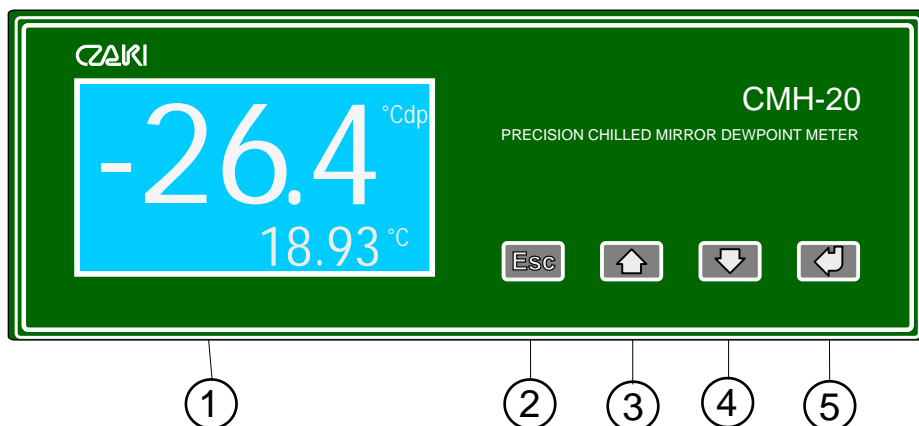 CZAKI
-26.4 °Cdp
18.93 °C
CMH-20
PRECISION CHILLED MIRROR DEWPOINT METER
Esc
1 2 3 4 5